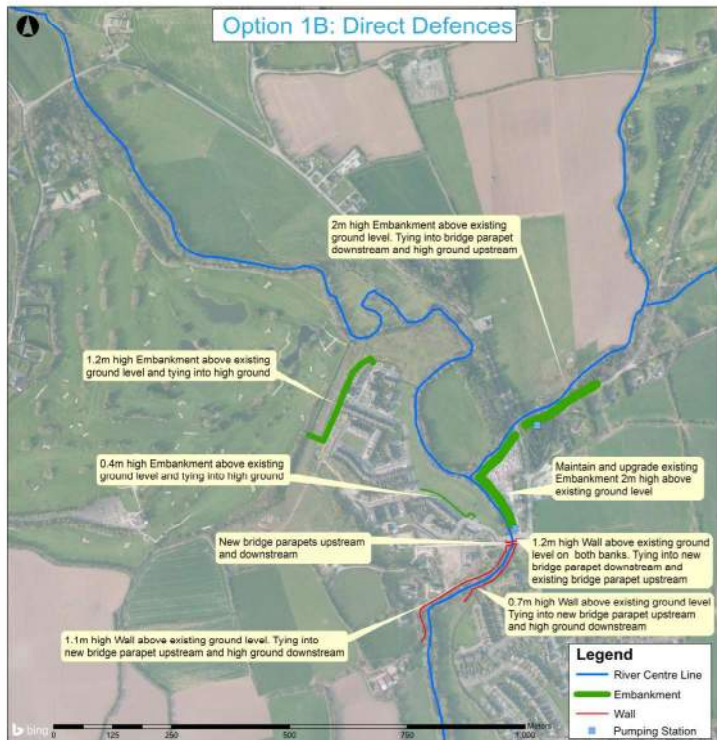 Option 1B: Direct Defences
2m high Embankment above existing
ground level. Tying into bridge parapet
downstream and high ground upstream
1.2m high Embankment above existing
ground level and tying into high ground
0.4m high Embankment above existing
ground level and tying into high ground
Maintain and upgrade existing
Embankment 2m high above
existing ground level
New bridge parapets upstream
and downstream
1.2m high Wall above existing ground
level on both banks. Tying into new
bridge parapet downstream and
existing bridge parapet upstream
0.7m high Wall above existing ground level
Tying into new bridge parapet upstream
and high ground downstream
1.1m high Wall above existing ground level. Tying into
new bridge parapet upstream and high ground downstream
Legend
River Centre Line
Embankment
Wall
Pumping Station
bing
Meters
0 125 250 500 750 1,000